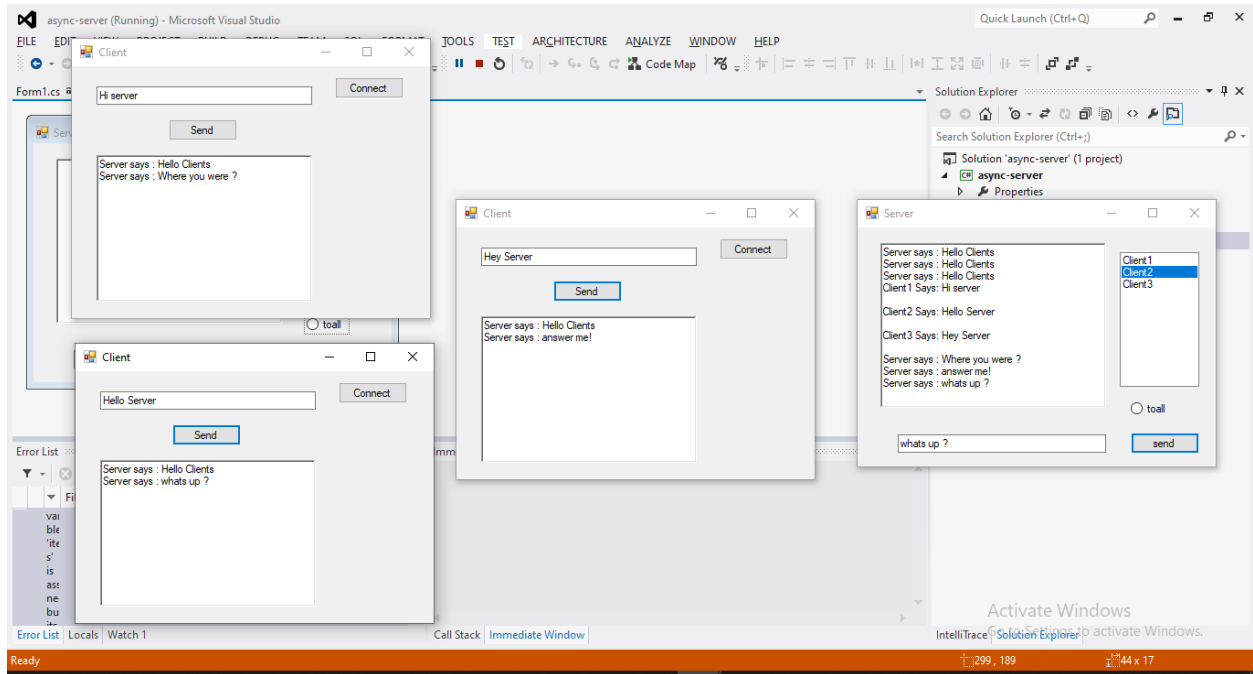 async-server (Running) - Microsoft Visual Studio
Quick Launch (Ctrl+Q)
FILE
TOOLS TEST ARCHITECTURE ANALYZE WINDOW HELP
Code Map
Form1.cs
Client
Hi server
Connect
Send
Server says : Hello Clients
Server says : Where you were ?
toall
Client
Hello Server
Connect
Send
Server says : Hello Clients
Server says : whats up ?
Client
Hey Server
Connect
Send
Server says : Hello Clients
Server says : answer me!
Solution Explorer
Search Solution Explorer (Ctrl+;)
Solution 'async-server' (1 project)
C# async-server
Properties
Server
Server says : Hello Clients
Server says : Hello Clients
Server says : Hello Clients
Client1 Says: Hi server
Client2 Says: Hello Server
Client3 Says: Hey Server
Server says : Where you were ?
Server says : answer me!
Server says : whats up ?
Client1
Client2
Client3
toall
whats up ?
send
Error List
is
Error List Locals Watch 1
Call Stack Immediate Window
Activate Windows
Go to Settings to activate Windows.
IntelliTrace Solution Explorer
Ready
299 , 189
44 x 17